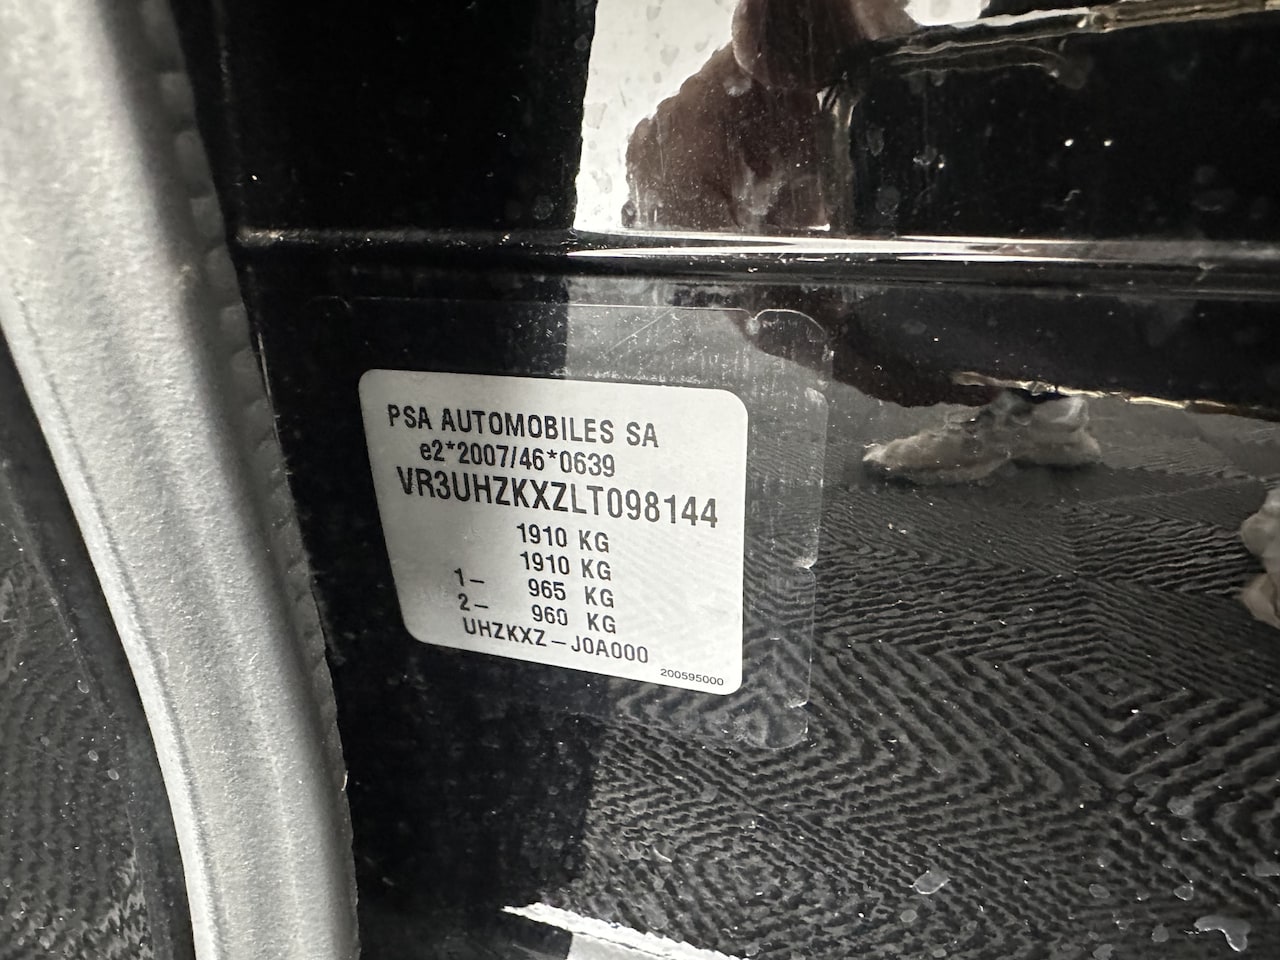 PSA AUTOMOBILES SA
e2*2007/46*0639
VR3UHZKXZLT098144
1910 KG
1910 KG
1– 965 KG
2– 960 KG
UHZKXZ–J0A000
200595000